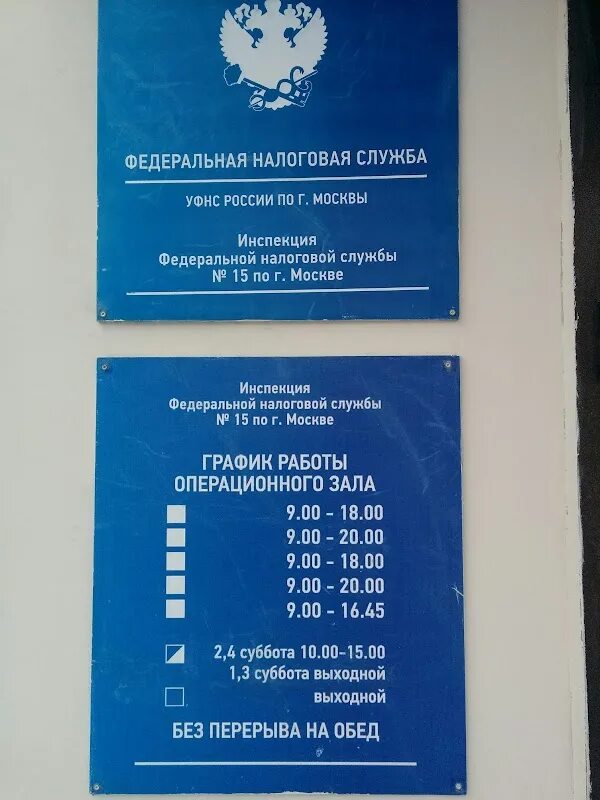 ФЕДЕРАЛЬНАЯ НАЛОГОВАЯ СЛУЖБА
УФНС РОССИИ ПО Г. МОСКВЫ
Инспекция
Федеральной налоговой службы
№ 15 по г. Москве
Инспекция
Федеральной налоговой службы
№ 15 по г. Москве
ГРАФИК РАБОТЫ
ОПЕРАЦИОННОГО ЗАЛА
9.00 - 18.00
9.00 - 20.00
9.00 - 18.00
9.00 - 20.00
9.00 - 16.45
2,4 суббота 10.00-15.00
1,3 суббота выходной
выходной
БЕЗ ПЕРЕРЫВА НА ОБЕД